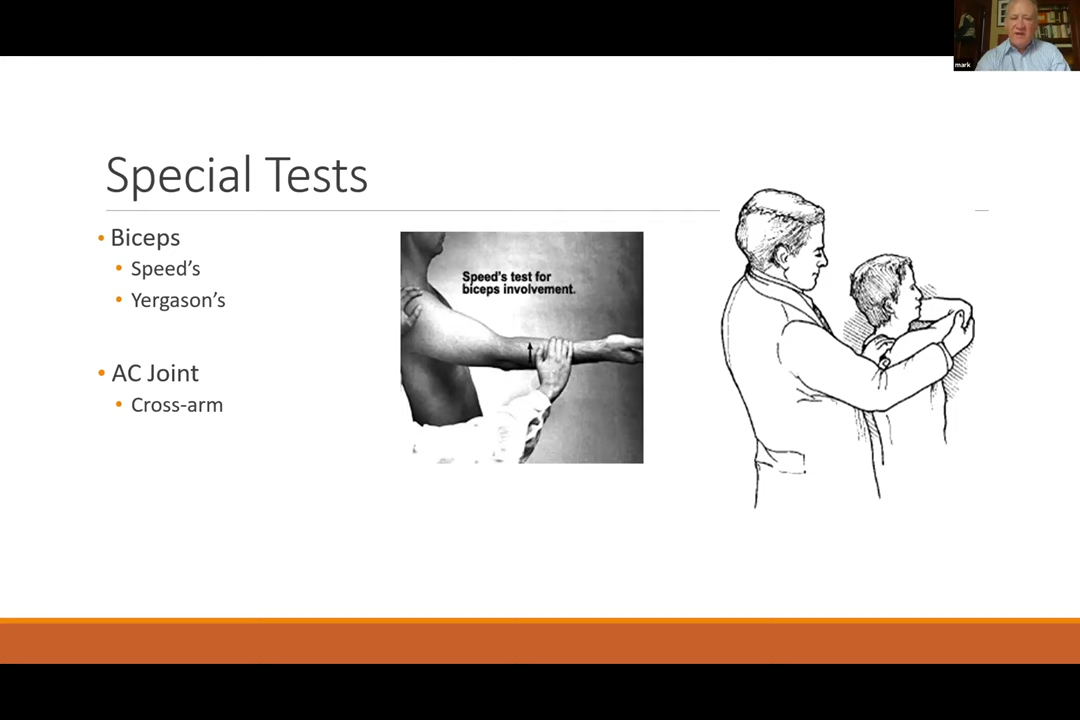 mark
Special Tests
• Biceps
• Speed's
• Yergason's
• AC Joint
• Cross-arm
Speed's test for
biceps involvement.